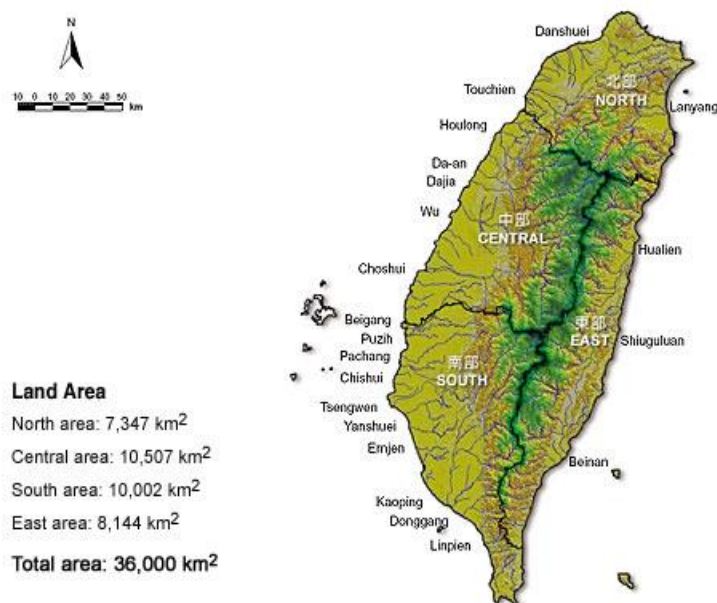 N
10 0 10 20 30 40 50
km
Danshuei
北部
NORTH
Touchien
Lanyang
Houlong
Da-an
Dajia
Wu
中部
CENTRAL
Hualien
Choshui
Beigang
東部
EAST
Puzih
Shiuguluan
Pachang
南部
SOUTH
Chishui
Tsengwen
Yanshuei
Ernjen
Beinan
Kaoping
Donggang
Linpien
Land Area
North area: 7,347 km²
Central area: 10,507 km²
South area: 10,002 km²
East area: 8,144 km²
Total area: 36,000 km²